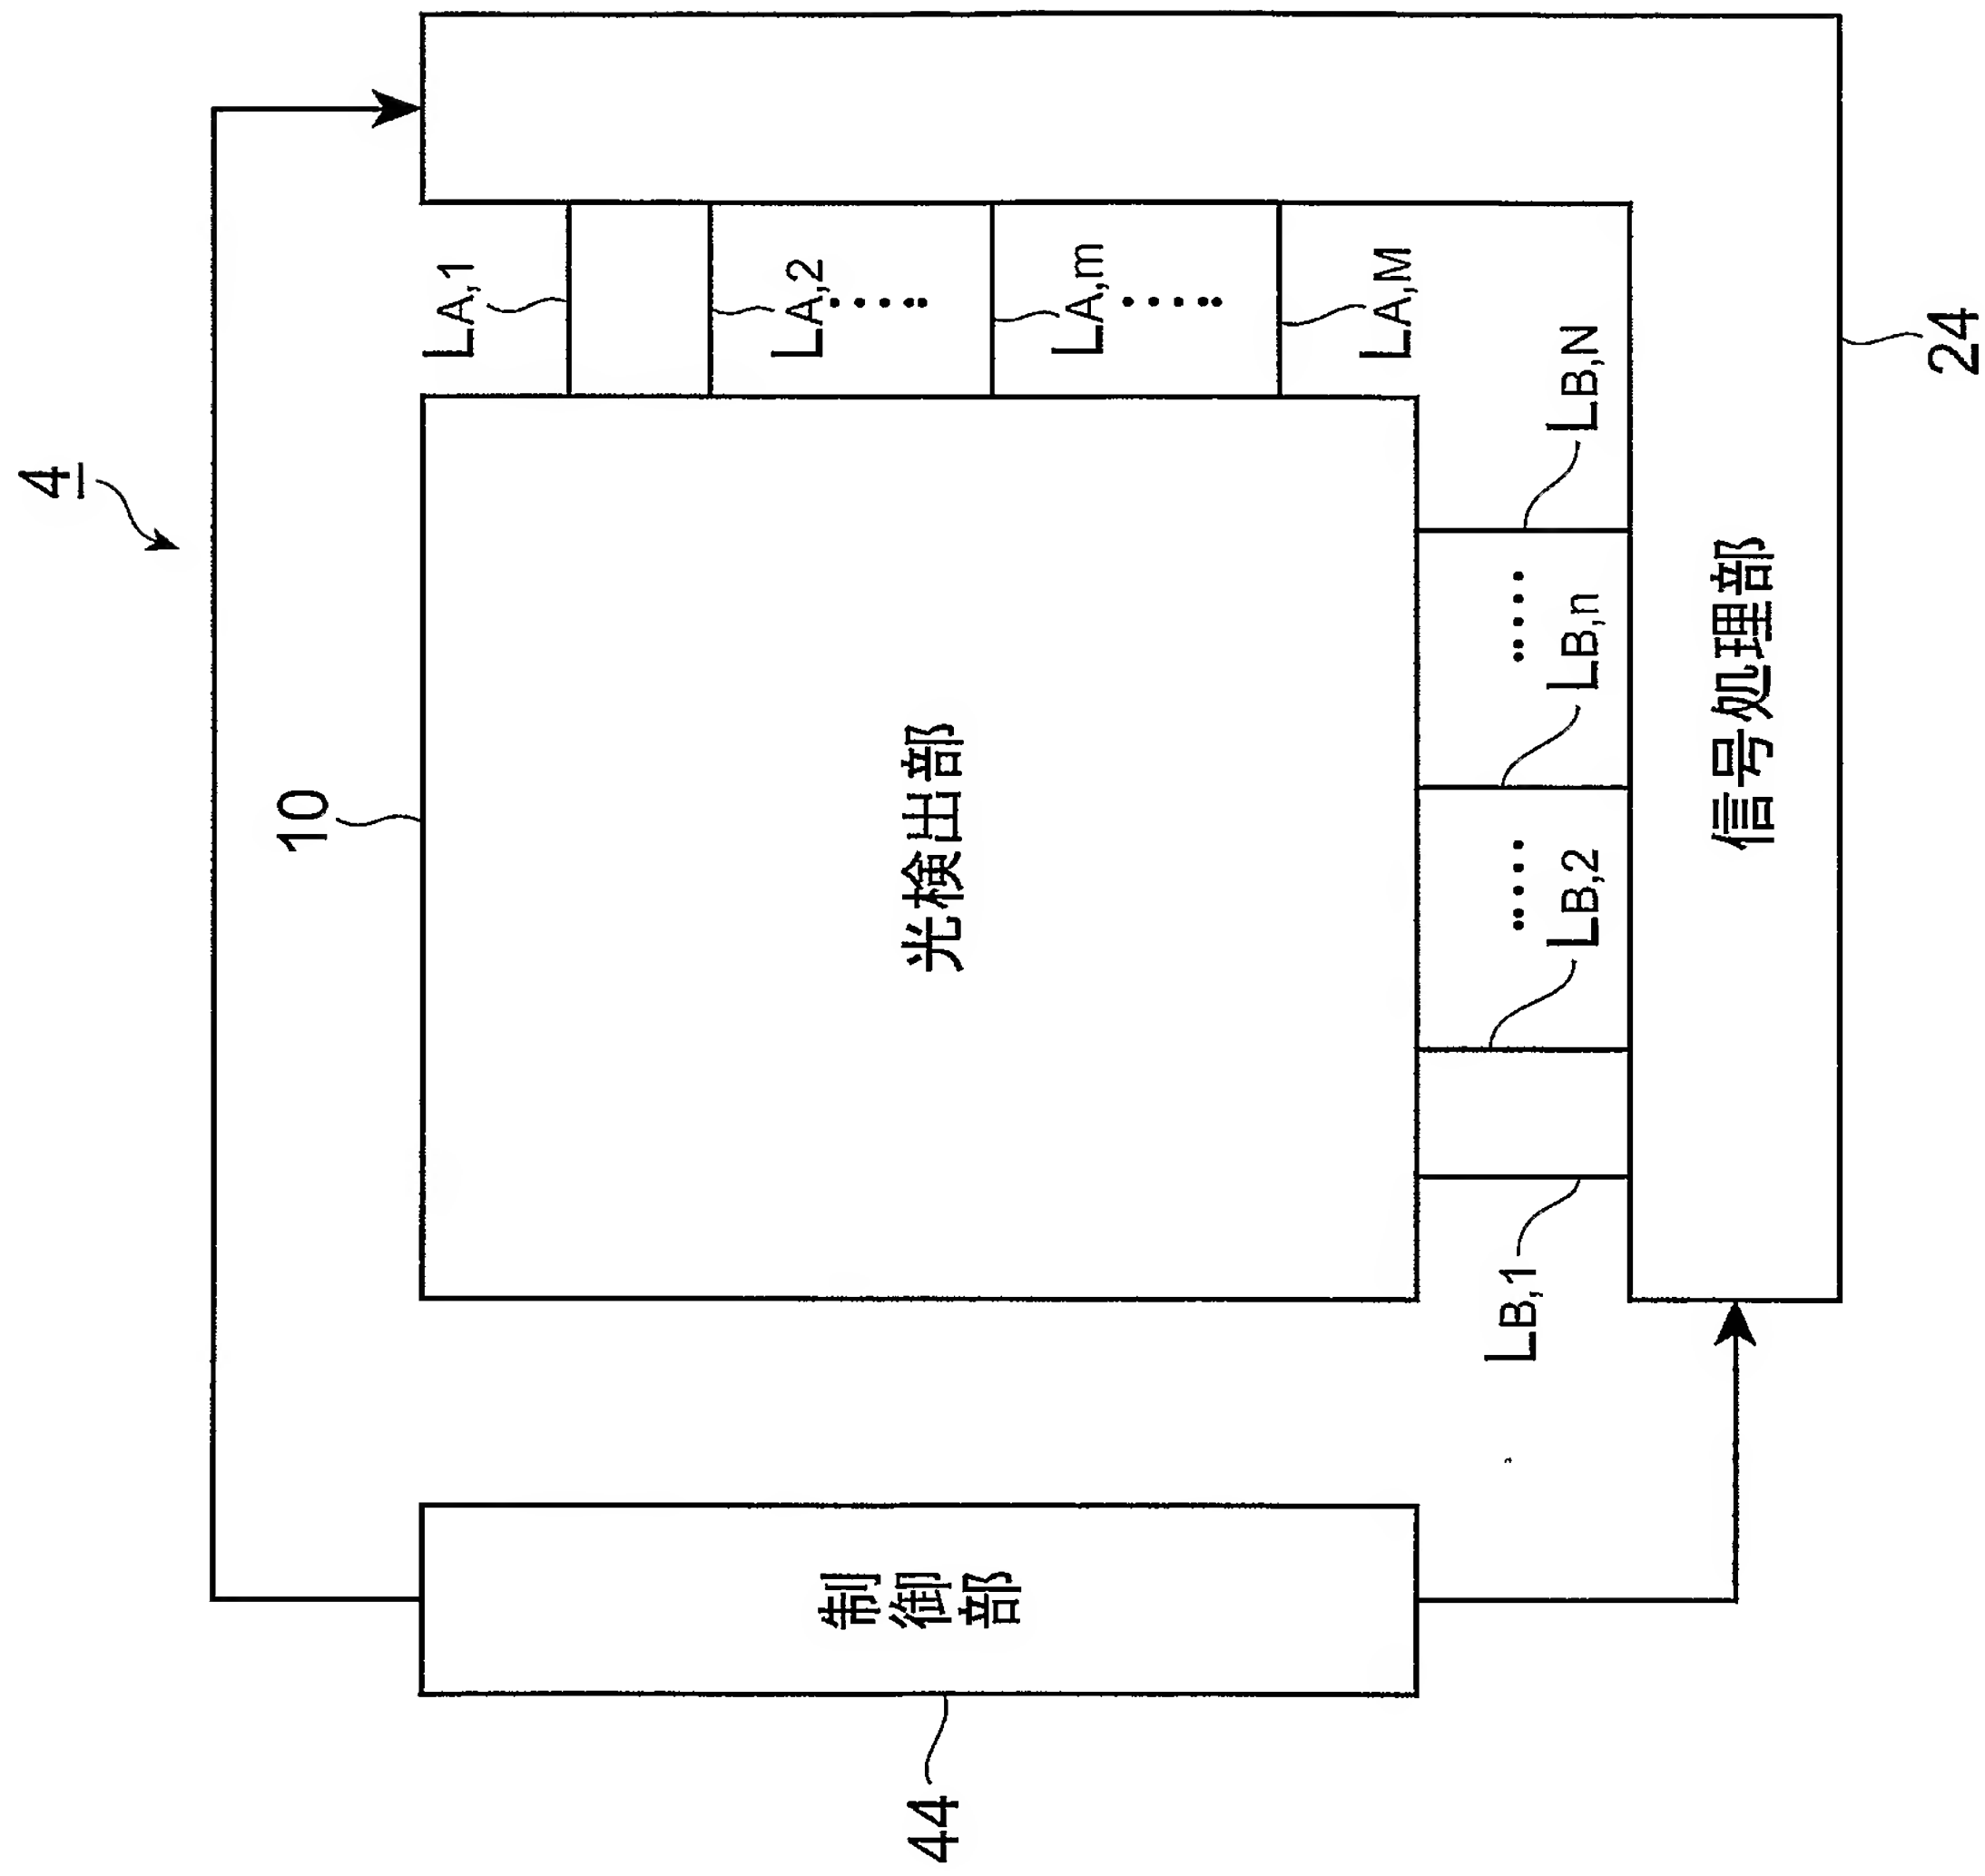 4
10
LA,1
LA,2
……
44
制御部
光検出部
LA,m
……
LA,M
LB,1
……
……
LB,2
LB,n
LB,N
信号処理部
24